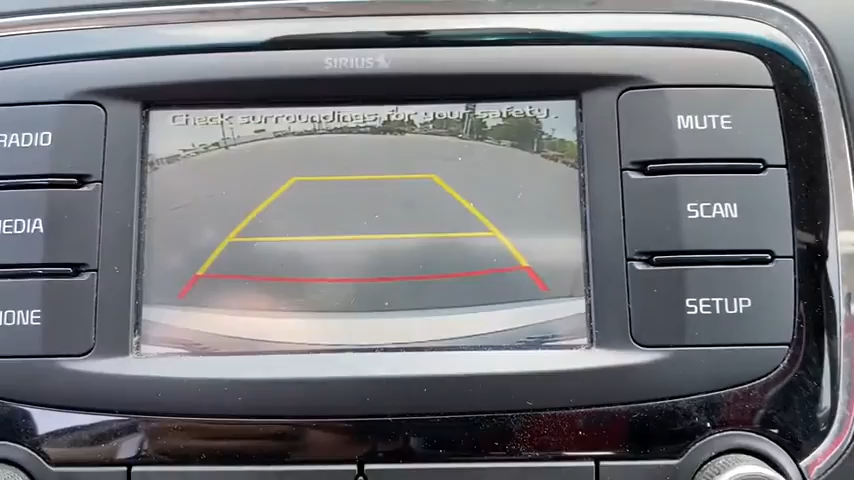 SIRIUS
Check surroundings for your safety
RADIO
MEDIA
PHONE
MUTE
SCAN
SETUP